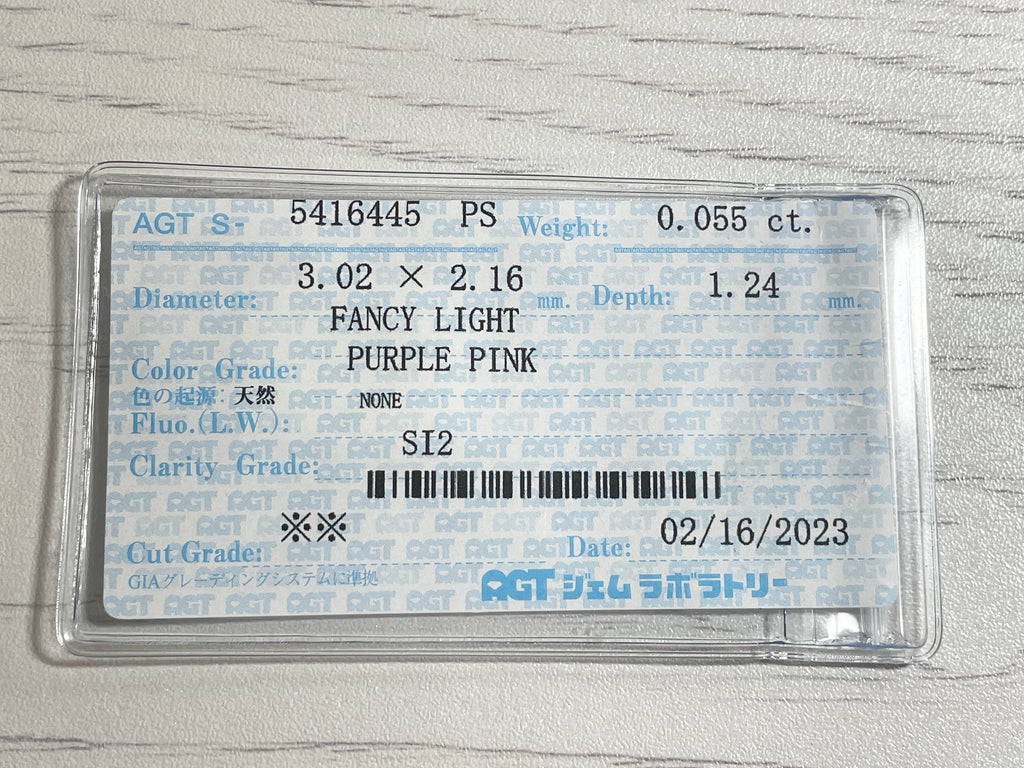 AGT S- 5416445 PS Weight: 0.055 ct.
Diameter: 3.02 × 2.16 mm. Depth: 1.24 mm.
FANCY LIGHT
Color Grade: PURPLE PINK
色の起源: 天然
Fluo.(L.W.): NONE
Clarity Grade: SI2
Cut Grade: ※※ Date: 02/16/2023
GIAグレーディングシステムに準拠
AGT ジェムラボラトリー